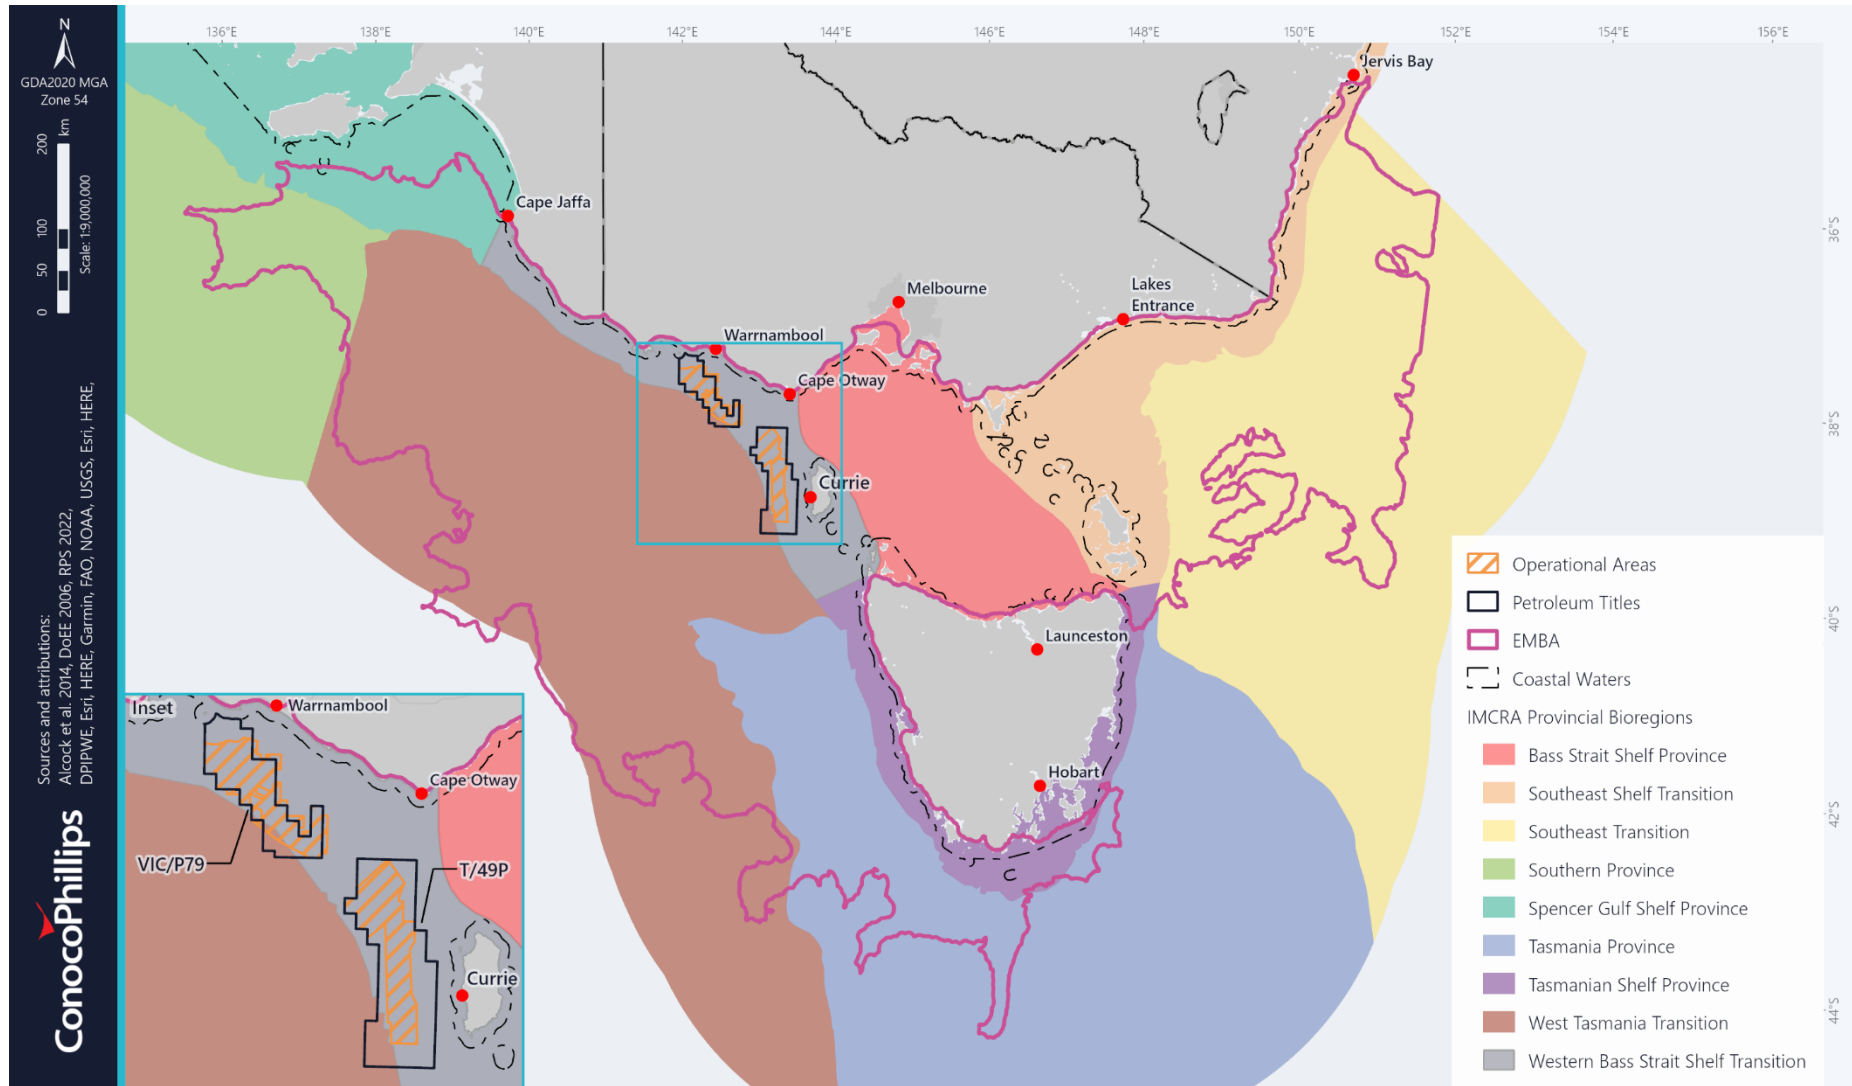 N
GDA2020 MGA
Zone 54
0 50 100 200
km
Scale: 1:9,000,000
Sources and attributions:
Alcock et al. 2014, DoEE 2006, RPS 2022,
DPIPWE, Esri, HERE, Garmin, FAO, NOAA, USGS, Esri, HERE,
ConocoPhillips
136°E 138°E 140°E 142°E 144°E 146°E 148°E 150°E 152°E 154°E 156°E
36°S
38°S
40°S
42°S
44°S
Jervis Bay
Cape Jaffa
Melbourne
Lakes
Entrance
Warrnambool
Cape Otway
Currie
Launceston
Hobart
Inset
Warrnambool
Cape Otway
VIC/P79
T/49P
Currie
Operational Areas
Petroleum Titles
EMBA
Coastal Waters
IMCRA Provincial Bioregions
Bass Strait Shelf Province
Southeast Shelf Transition
Southeast Transition
Southern Province
Spencer Gulf Shelf Province
Tasmania Province
Tasmanian Shelf Province
West Tasmania Transition
Western Bass Strait Shelf Transition